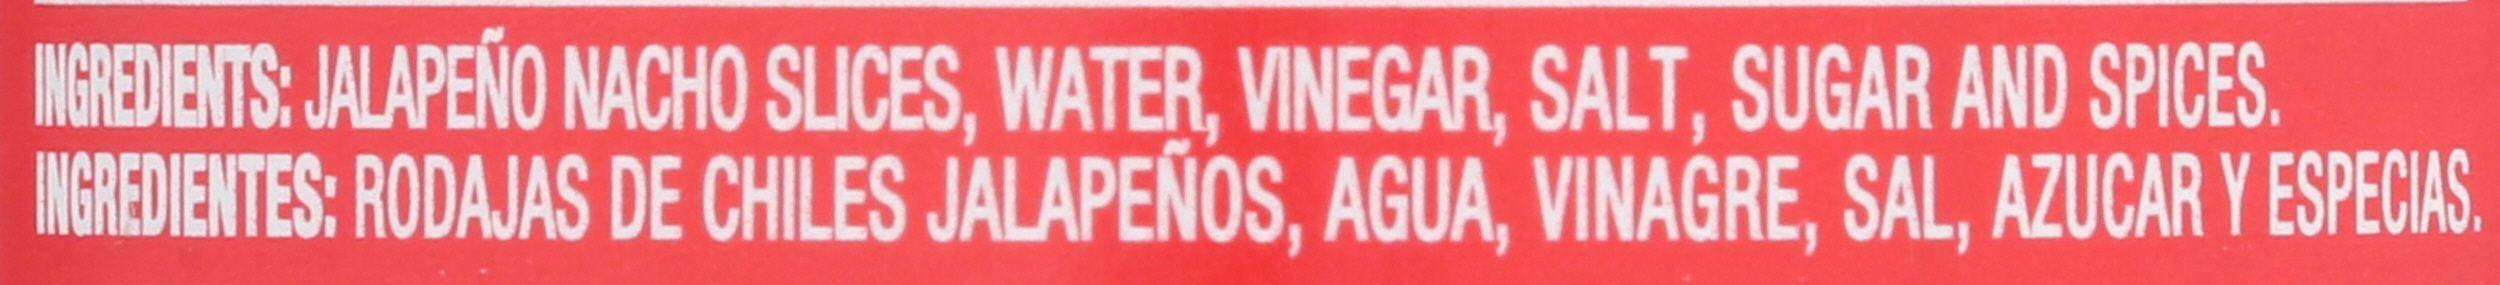 INGREDIENTS: JALAPEÑO NACHO SLICES, WATER, VINEGAR, SALT, SUGAR AND SPICES.
INGREDIENTES: RODAJAS DE CHILES JALAPEÑOS, AGUA, VINAGRE, SAL, AZUCAR Y ESPECIAS.